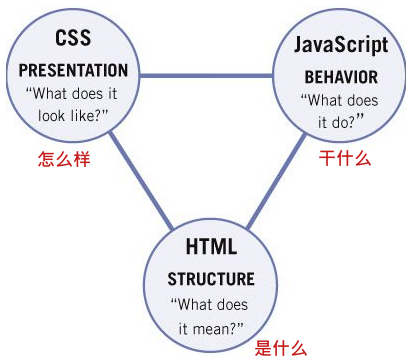 CSS
PRESENTATION
“What does it
look like?”
怎么样
JavaScript
BEHAVIOR
“What does
it do?”
干什么
HTML
STRUCTURE
“What does
it mean?”
是什么